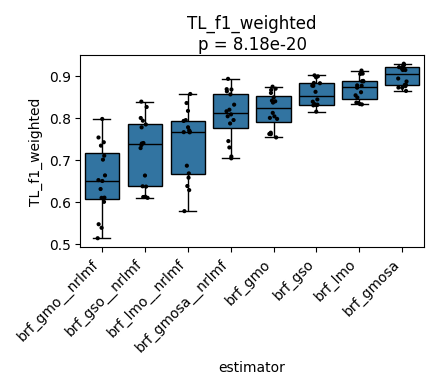 TL_f1_weighted
p = 8.18e-20
TL_f1_weighted
0.9
0.8
0.7
0.6
0.5
brf_gmo__nrlmf
brf_gso__nrlmf
brf_lmo__nrlmf
brf_gmosa__nrlmf
brf_gmo
brf_gso
brf_lmo
brf_gmosa
estimator